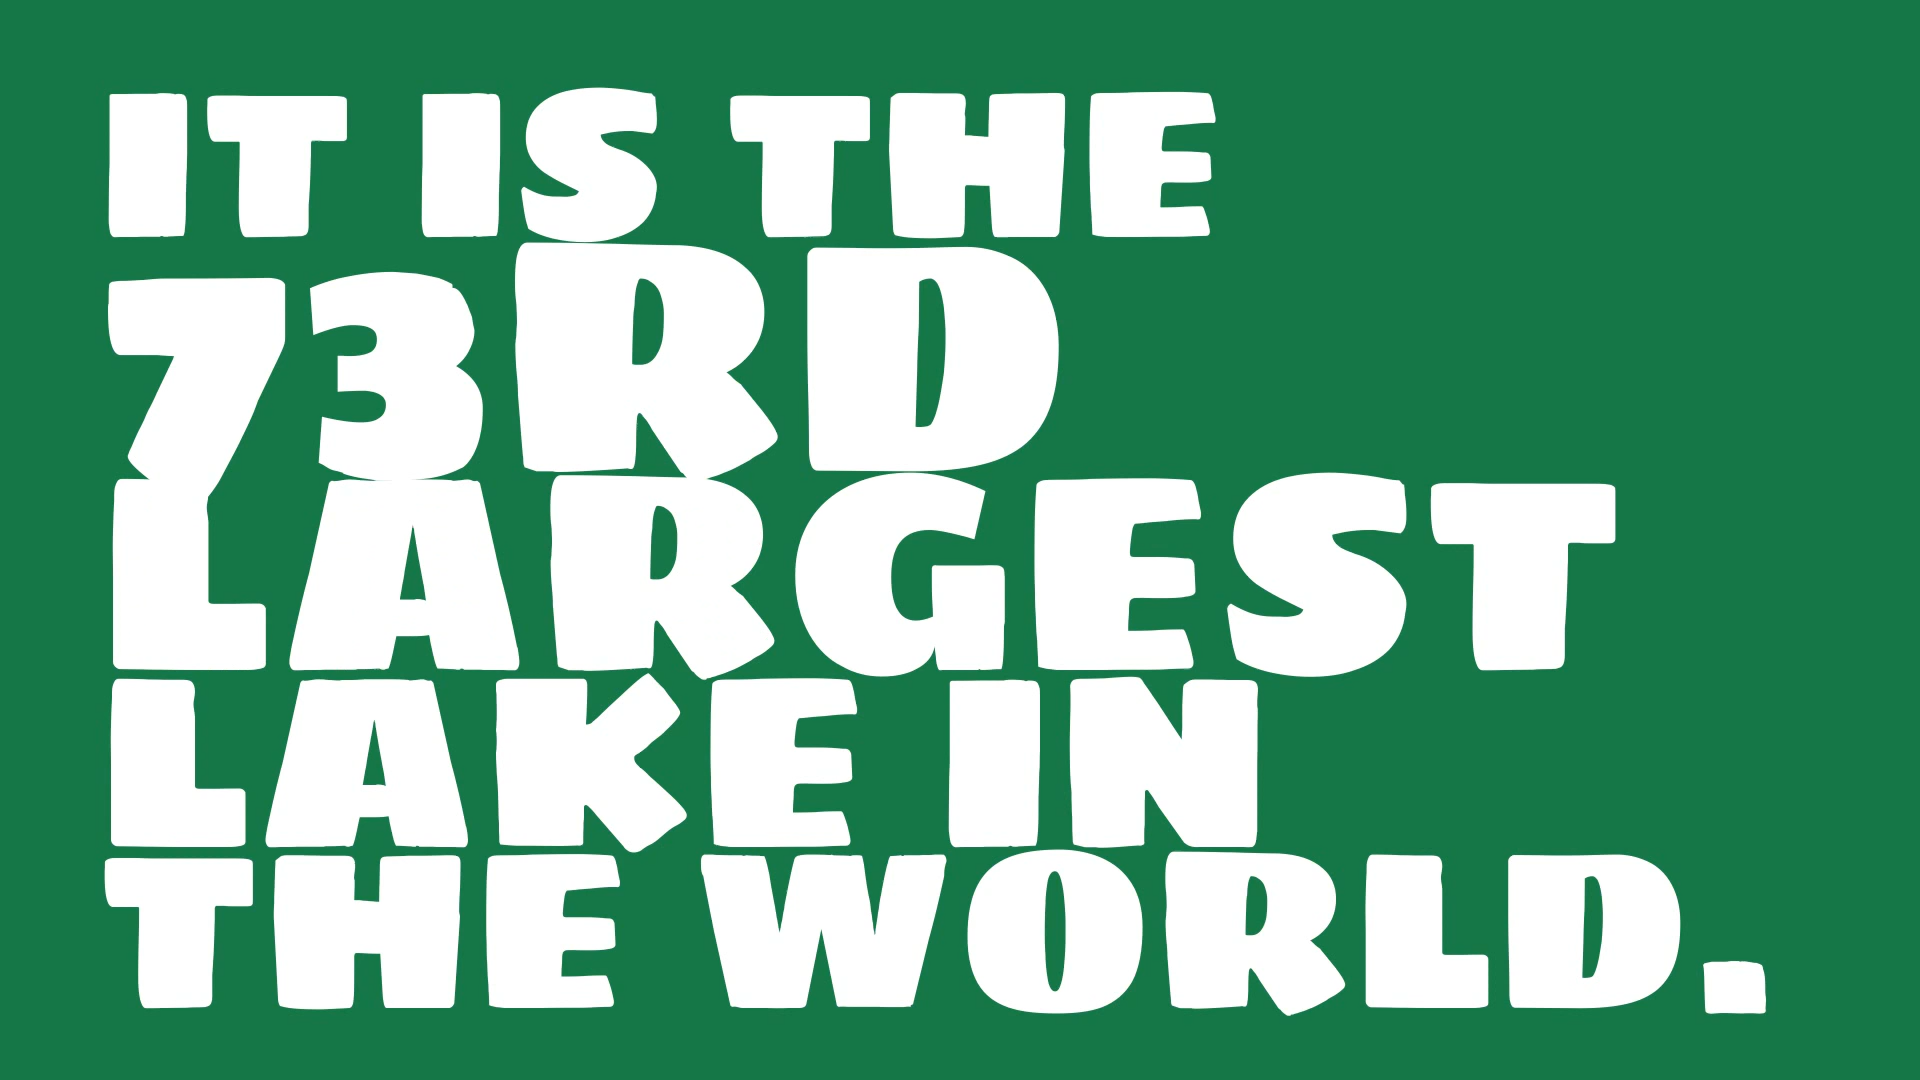 IT IS THE
73RD
LARGEST
LAKE IN
THE WORLD.